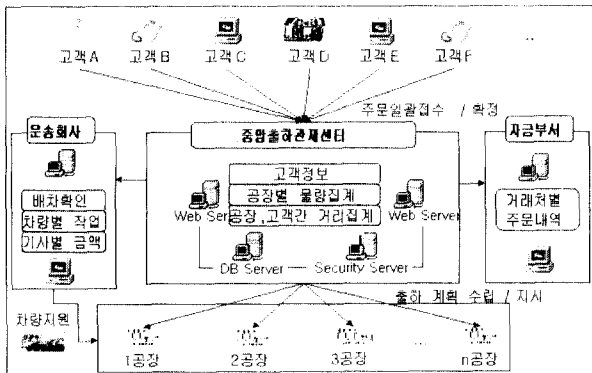 고객A 고객B 고객C 고객D 고객E 고객F ..
주문일괄접수 / 확정
운송회사
중앙출하관제센터
자금부서
고객정보
공장별 물량집계
공장,고객간 거리집계
Web Server
Web Server
DB Server
Security Server
배차확인
차량별 작업
기사별 금액
거래처별
주문내역
출하 계획 수립 / 지시
차량지원
1공장 2공장 3공장 ... n공장